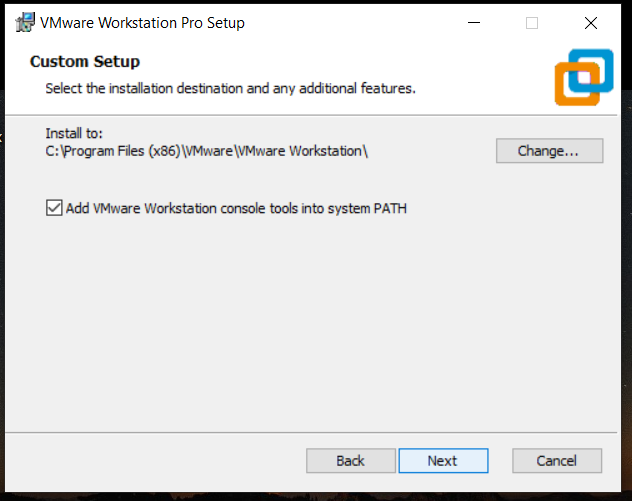 VMware Workstation Pro Setup
Custom Setup
Select the installation destination and any additional features.
Install to:
C:\Program Files (x86)\VMware\VMware Workstation\
Change...
Add VMware Workstation console tools into system PATH
Back
Next
Cancel